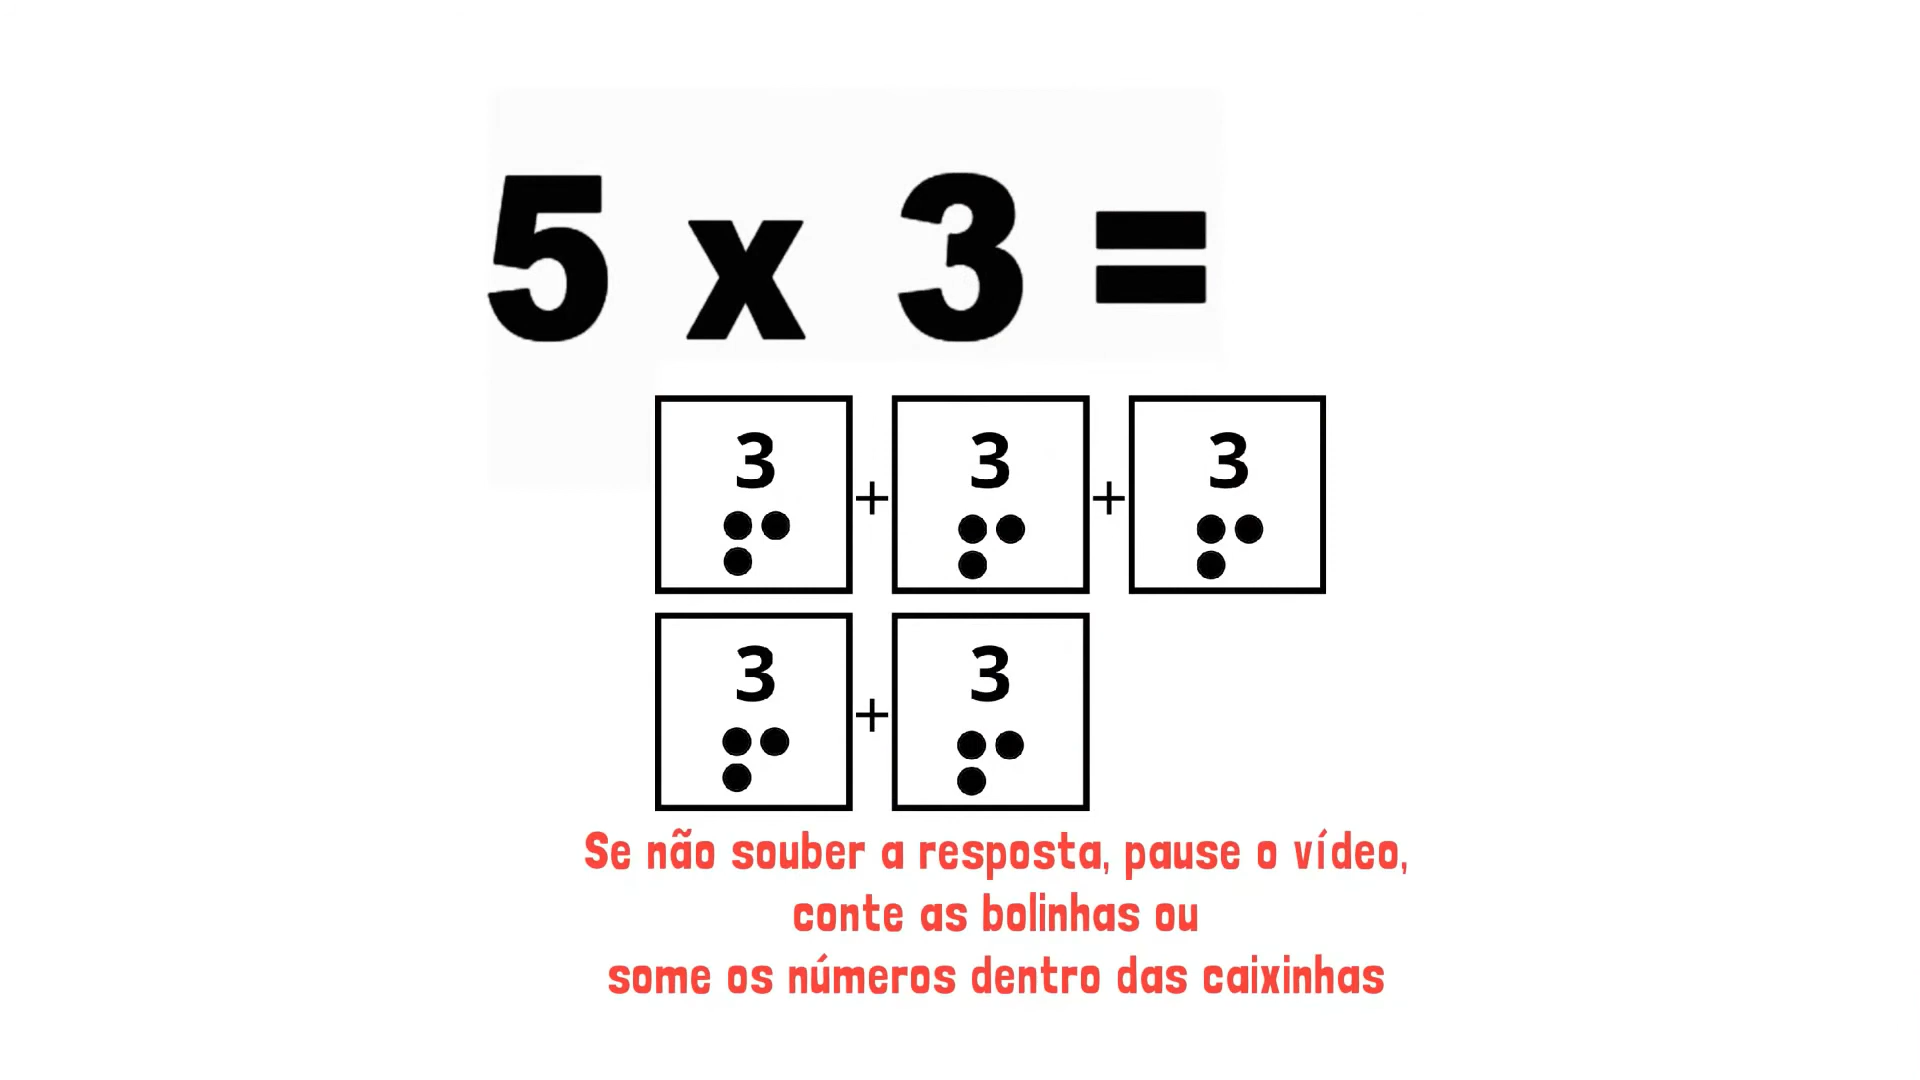 5 x 3 =
3 + 3 + 3
3 + 3
Se não souber a resposta, pause o vídeo,
conte as bolinhas ou
some os números dentro das caixinhas